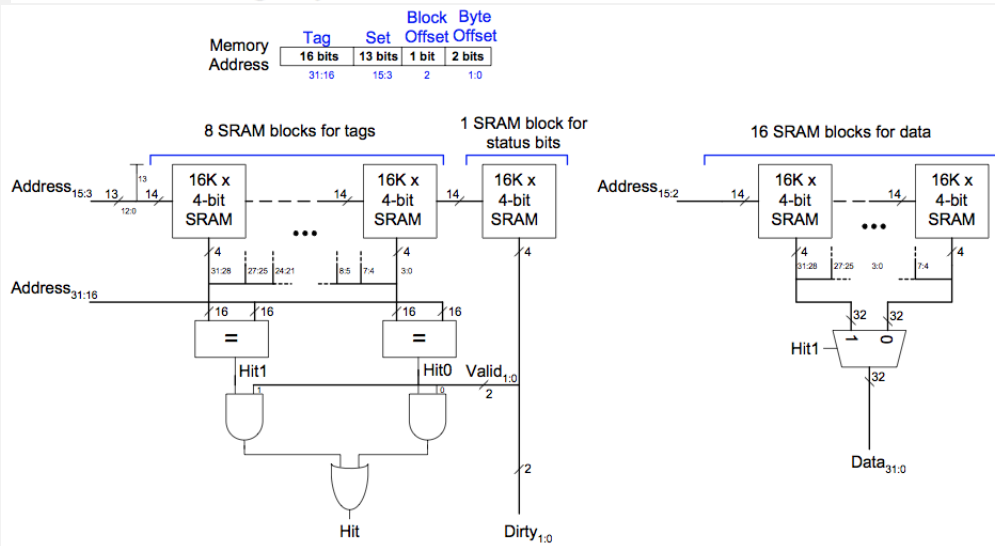 Block Byte
Tag Set Offset Offset
Memory Address
16 bits 13 bits 1 bit 2 bits
31:16 15:3 2 1:0
8 SRAM blocks for tags
1 SRAM block for
status bits
16 SRAM blocks for data
Address15:3 13 12:0 13 14
16K x
4-bit
SRAM
14
16K x
4-bit
SRAM
14
16K x
4-bit
SRAM
Address15:2 14
16K x
4-bit
SRAM
14
16K x
4-bit
SRAM
4 4 4 4 4
31:28 27:25 24:21 8:5 7:4 3:0
31:28 27:25 3:0 7:4
Address31:16
16 16 16 16
= =
32 32
Hit1 1 0
32
Hit1 Hit0 Valid1:0
1 0 2
Data31:0
2
Hit Dirty1:0